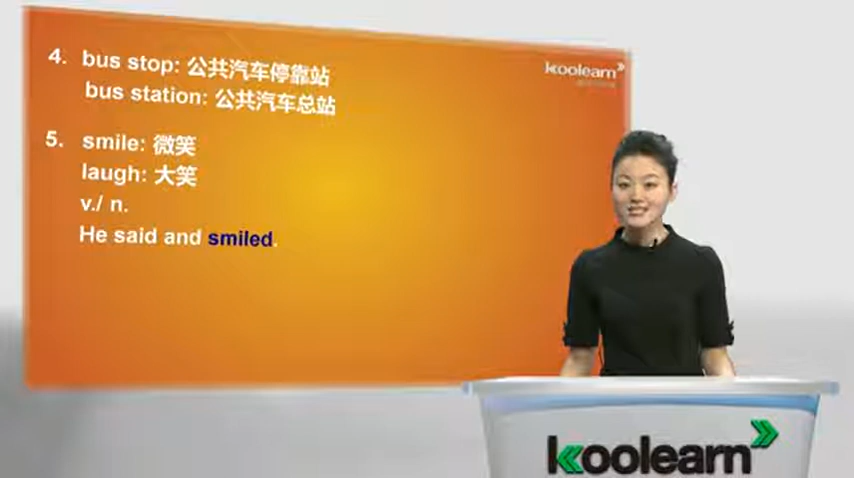 4. bus stop: 公共汽车停靠站
bus station: 公共汽车总站
koolearn
5. smile: 微笑
laugh: 大笑
v./ n.
He said and smiled.
koolearn